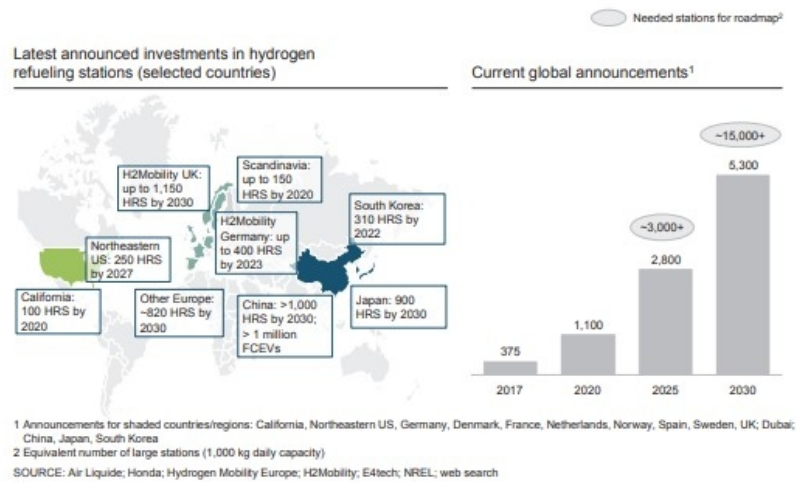 Needed stations for roadmap²
Latest announced investments in hydrogen
refueling stations (selected countries)
Current global announcements¹
H2Mobility UK:
up to 1,150
HRS by 2030
Scandinavia:
up to 150
HRS by 2020
H2Mobility
Germany: up
to 400 HRS
by 2023
South Korea:
310 HRS by
2022
Northeastern
US: 250 HRS
by 2027
California:
100 HRS by
2020
Other Europe:
~820 HRS by
2030
China: >1,000
HRS by 2030;
> 1 million
FCEVs
Japan: 900
HRS by 2030
~15,000+
5,300
~3,000+
2,800
1,100
375
2017 2020 2025 2030
1 Announcements for shaded countries/regions: California, Northeastern US, Germany, Denmark, France, Netherlands, Norway, Spain, Sweden, UK; Dubai;
China, Japan, South Korea
2 Equivalent number of large stations (1,000 kg daily capacity)
SOURCE: Air Liquide; Honda; Hydrogen Mobility Europe; H2Mobility; E4tech; NREL; web search